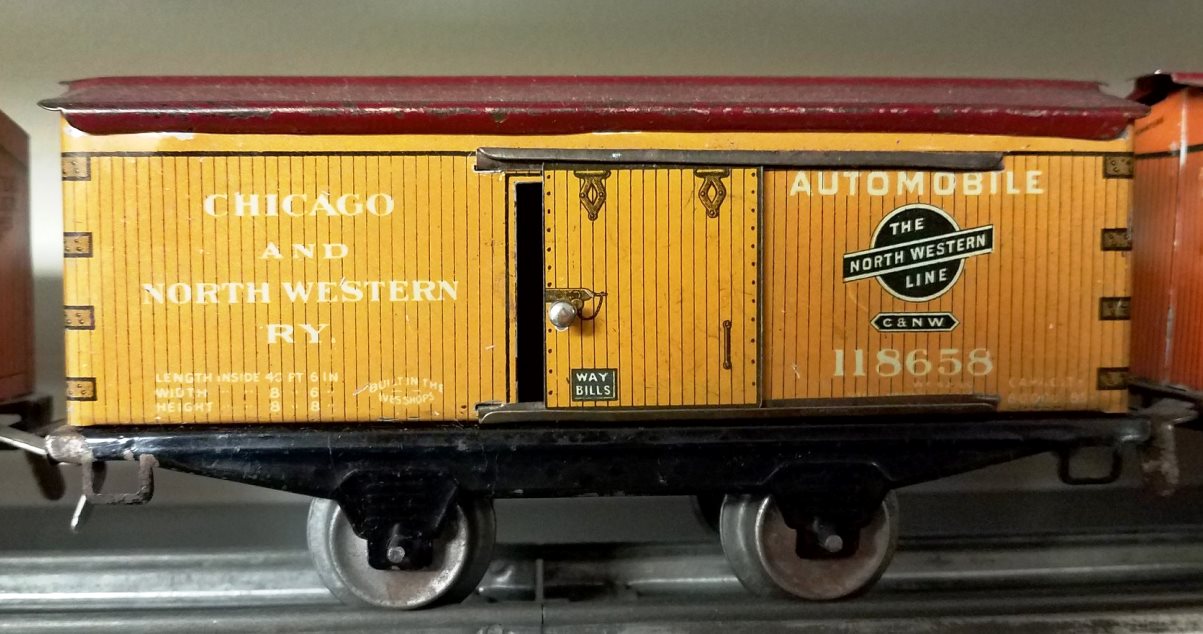 CHICAGO
AND
NORTH WESTERN
RY.
LENGTH INSIDE 40 FT 6 IN
WIDTH 8 6
HEIGHT 8 8
BUILT IN THE
SHOPS
WAY
BILLS
AUTOMOBILE
THE
NORTH WESTERN
LINE
C & N W
118658